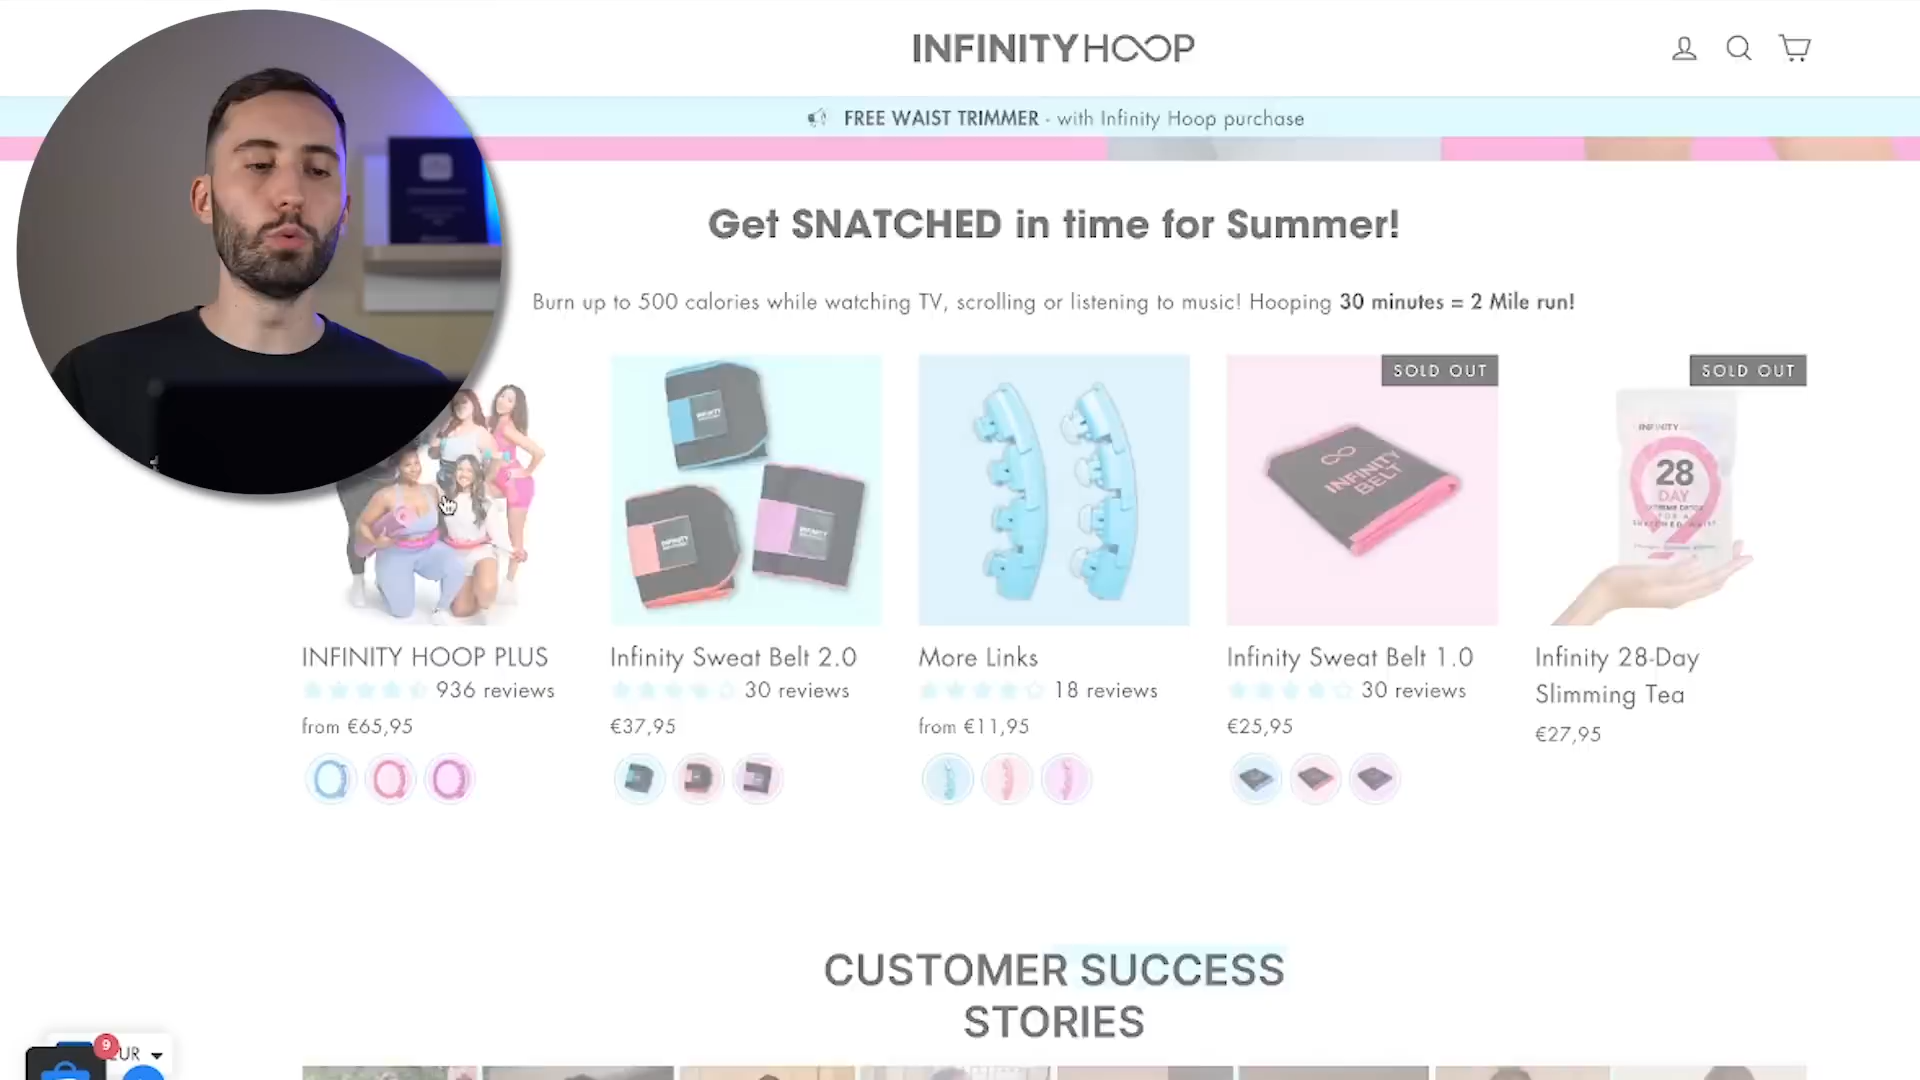 INFINITYHOOP
FREE WAIST TRIMMER - with Infinity Hoop purchase
Get SNATCHED in time for Summer!
Burn up to 500 calories while watching TV, scrolling or listening to music! Hooping 30 minutes = 2 Mile run!
SOLD OUT
SOLD OUT
INFINITY BELT
INFINITY
28
DAY
INFINITY HOOP PLUS
936 reviews
from €65,95
Infinity Sweat Belt 2.0
30 reviews
€37,95
More Links
18 reviews
from €11,95
Infinity Sweat Belt 1.0
30 reviews
€25,95
Infinity 28-Day
Slimming Tea
€27,95
CUSTOMER SUCCESS
STORIES
9